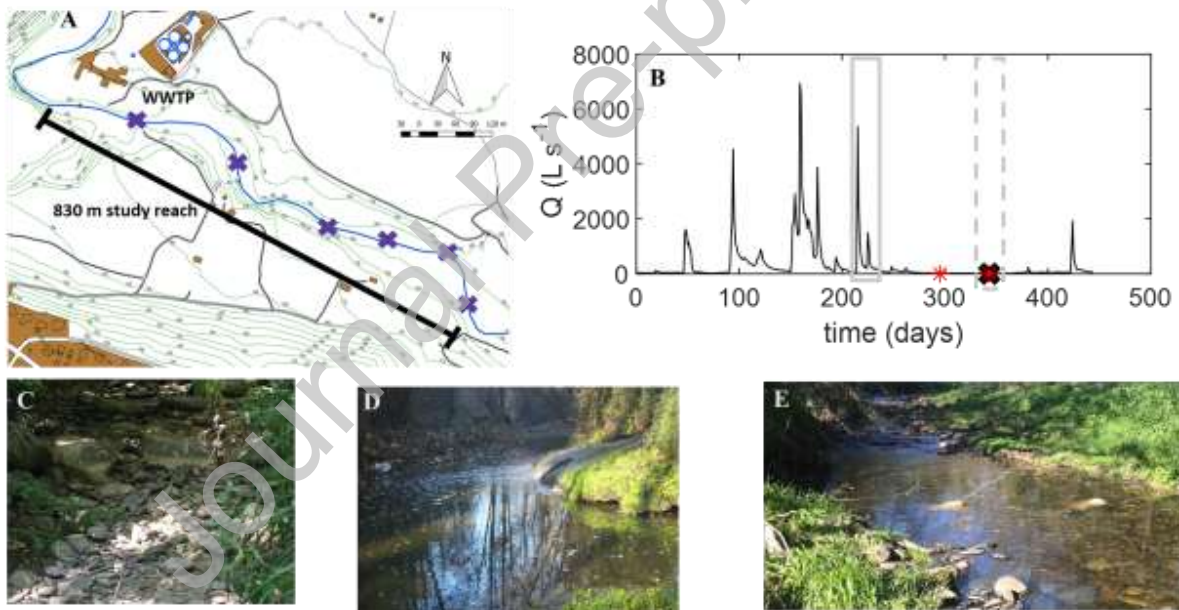 A
WWTP
N
830 m study reach
B
8000
6000
4000
2000
0
Q (L s⁻¹)
0 100 200 300 400 500
time (days)
C
D
E
Journal Pre-p